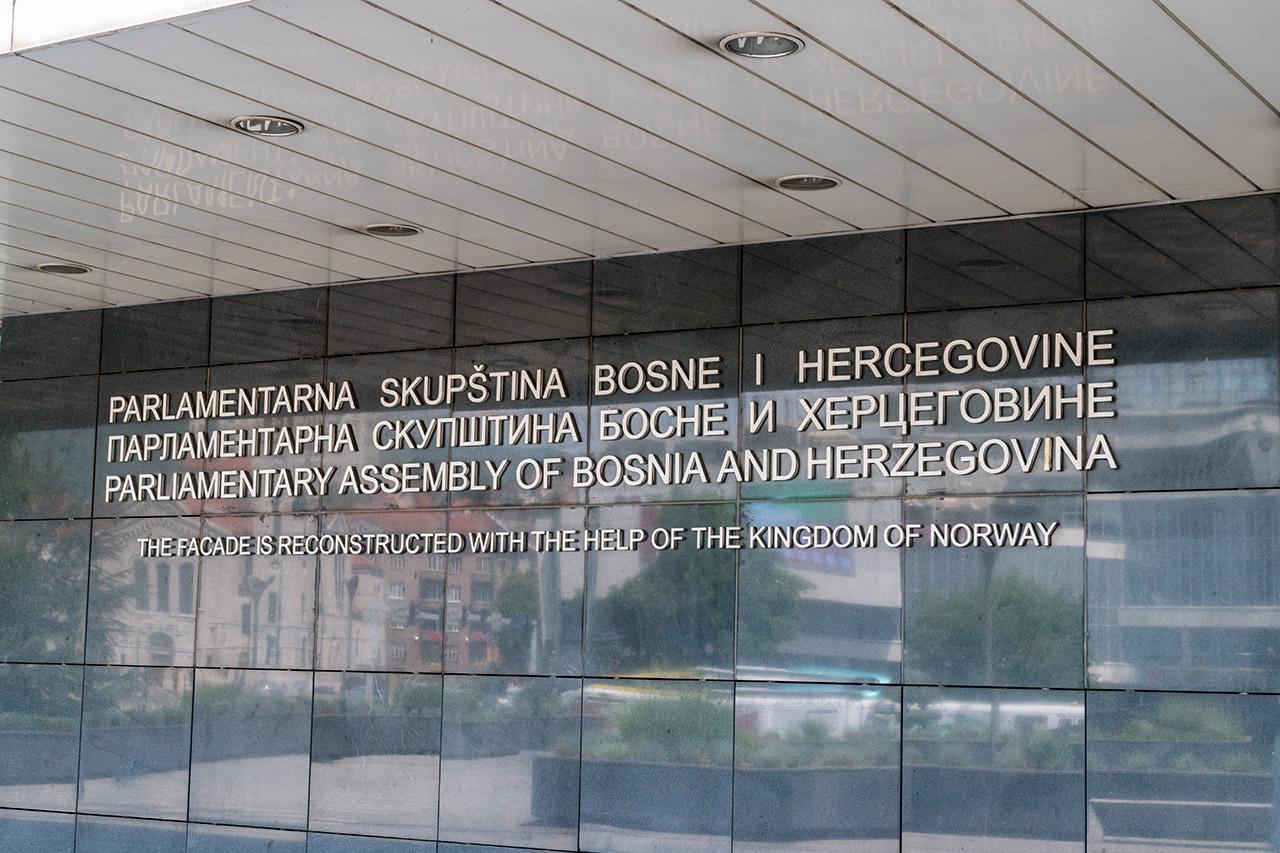 PARLAMENTARNA SKUPŠTINA BOSNE I HERCEGOVINE
ПАРЛАМЕНТАРНА СКУПШТИНА БОСНЕ И ХЕРЦЕГОВИНЕ
PARLIAMENTARY ASSEMBLY OF BOSNIA AND HERZEGOVINA
THE FACADE IS RECONSTRUCTED WITH THE HELP OF THE KINGDOM OF NORWAY